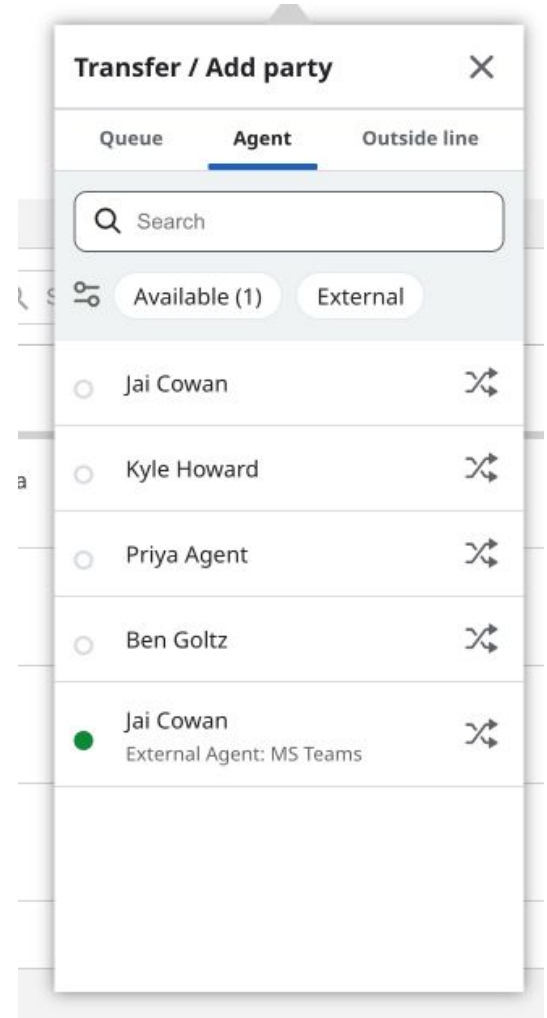 Transfer / Add party
Queue Agent Outside line
Search
Available (1) External
Jai Cowan
Kyle Howard
a
Priya Agent
Ben Goltz
Jai Cowan
External Agent: MS Teams